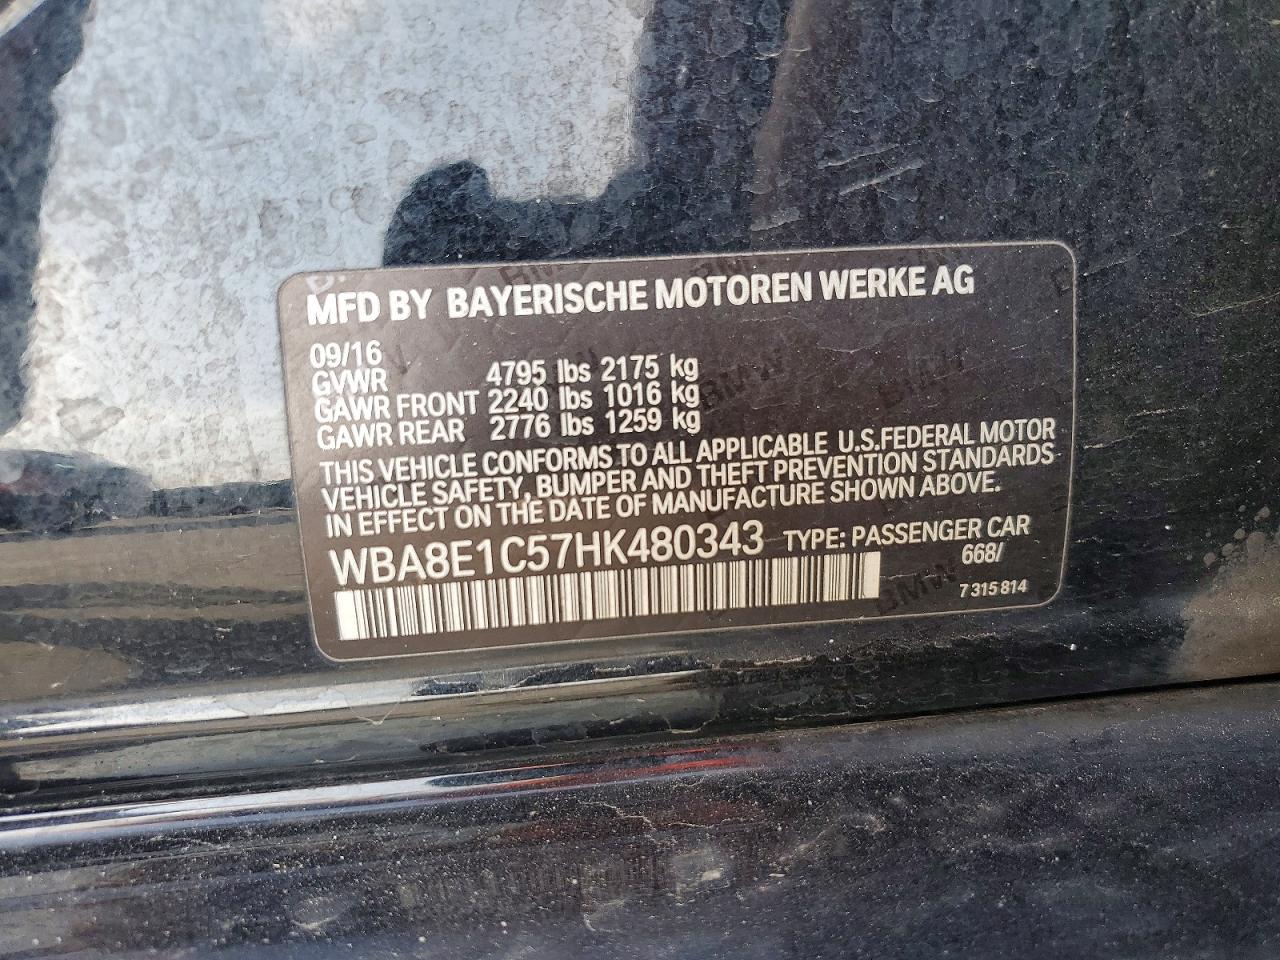 MFD BY BAYERISCHE MOTOREN WERKE AG
09/16
GVWR 4795 lbs 2175 kg
GAWR FRONT 2240 lbs 1016 kg
GAWR REAR 2776 lbs 1259 kg
THIS VEHICLE CONFORMS TO ALL APPLICABLE U.S.FEDERAL MOTOR
VEHICLE SAFETY, BUMPER AND THEFT PREVENTION STANDARDS
IN EFFECT ON THE DATE OF MANUFACTURE SHOWN ABOVE.
WBA8E1C57HK480343 TYPE: PASSENGER CAR
668/
7 315 814